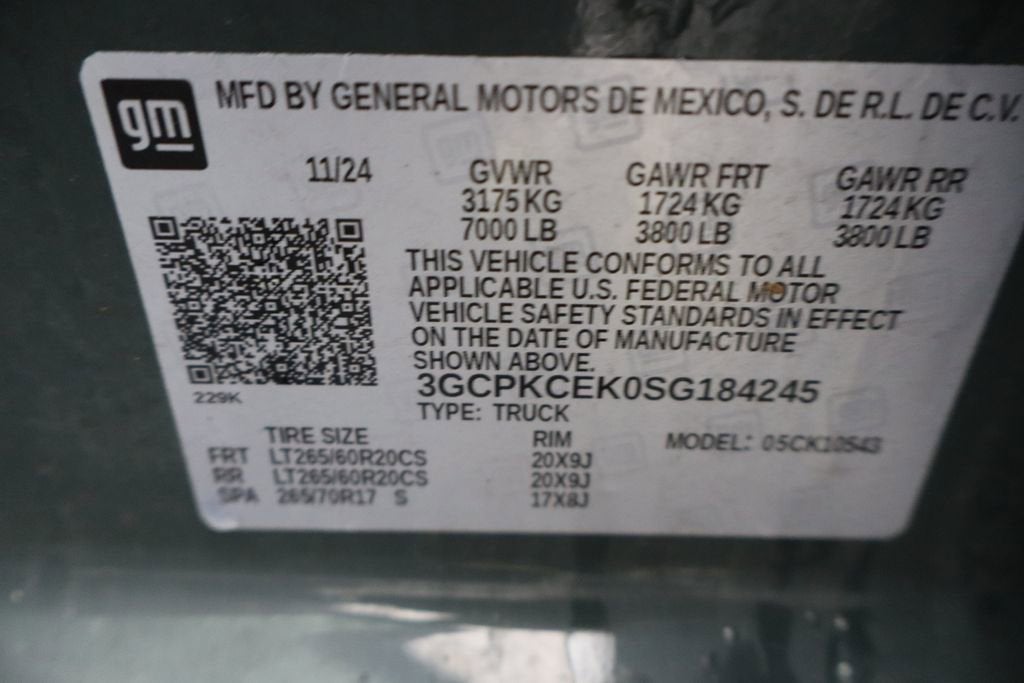 gm
MFD BY GENERAL MOTORS DE MEXICO, S. DE R.L. DE C.V.
11/24 GVWR GAWR FRT GAWR RR
3175 KG 1724 KG 1724 KG
7000 LB 3800 LB 3800 LB
THIS VEHICLE CONFORMS TO ALL
APPLICABLE U.S. FEDERAL MOTOR
VEHICLE SAFETY STANDARDS IN EFFECT
ON THE DATE OF MANUFACTURE
SHOWN ABOVE.
3GCPKCEK0SG184245
229K
TYPE: TRUCK
TIRE SIZE RIM MODEL: 05CK10543
FRT LT265/60R20CS 20X9J
RR LT265/60R20CS 20X9J
SPA 265/70R17 S 17X8J